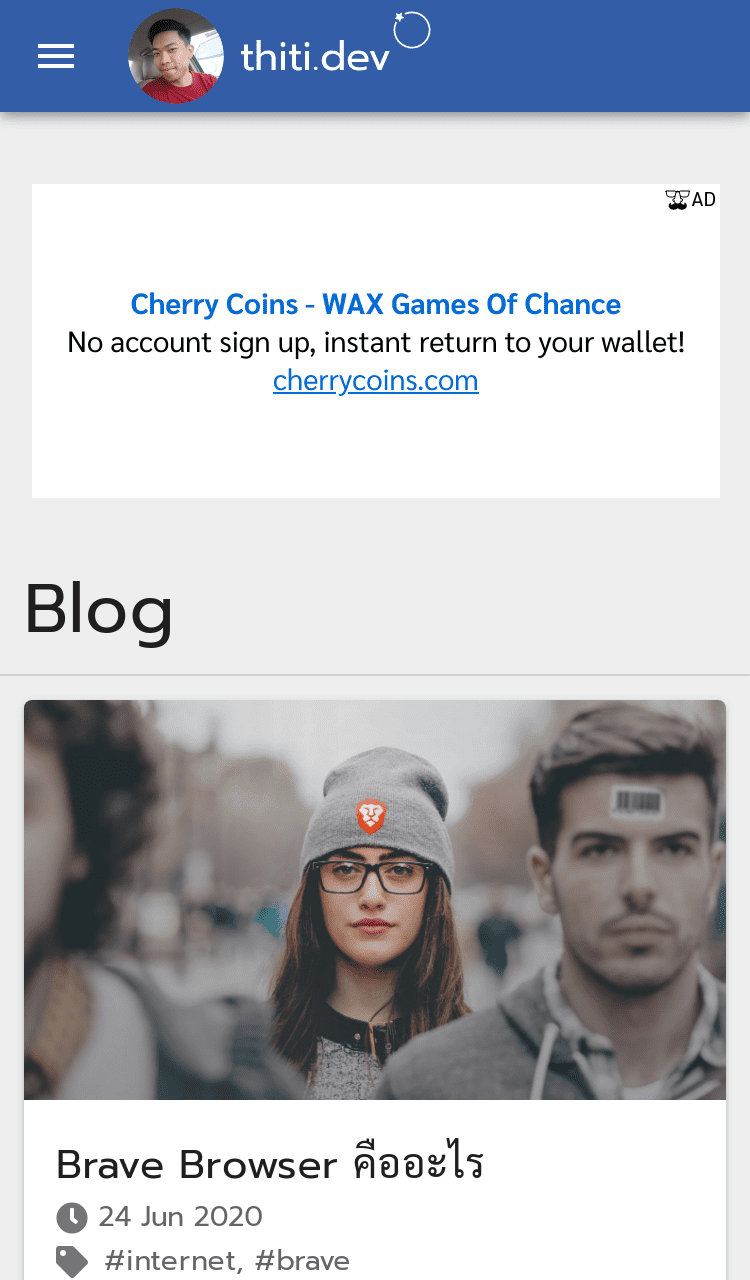 thiti.dev
AD
Cherry Coins - WAX Games Of Chance
No account sign up, instant return to your wallet!
cherrycoins.com
Blog
Brave Browser คืออะไร
24 Jun 2020
#internet, #brave